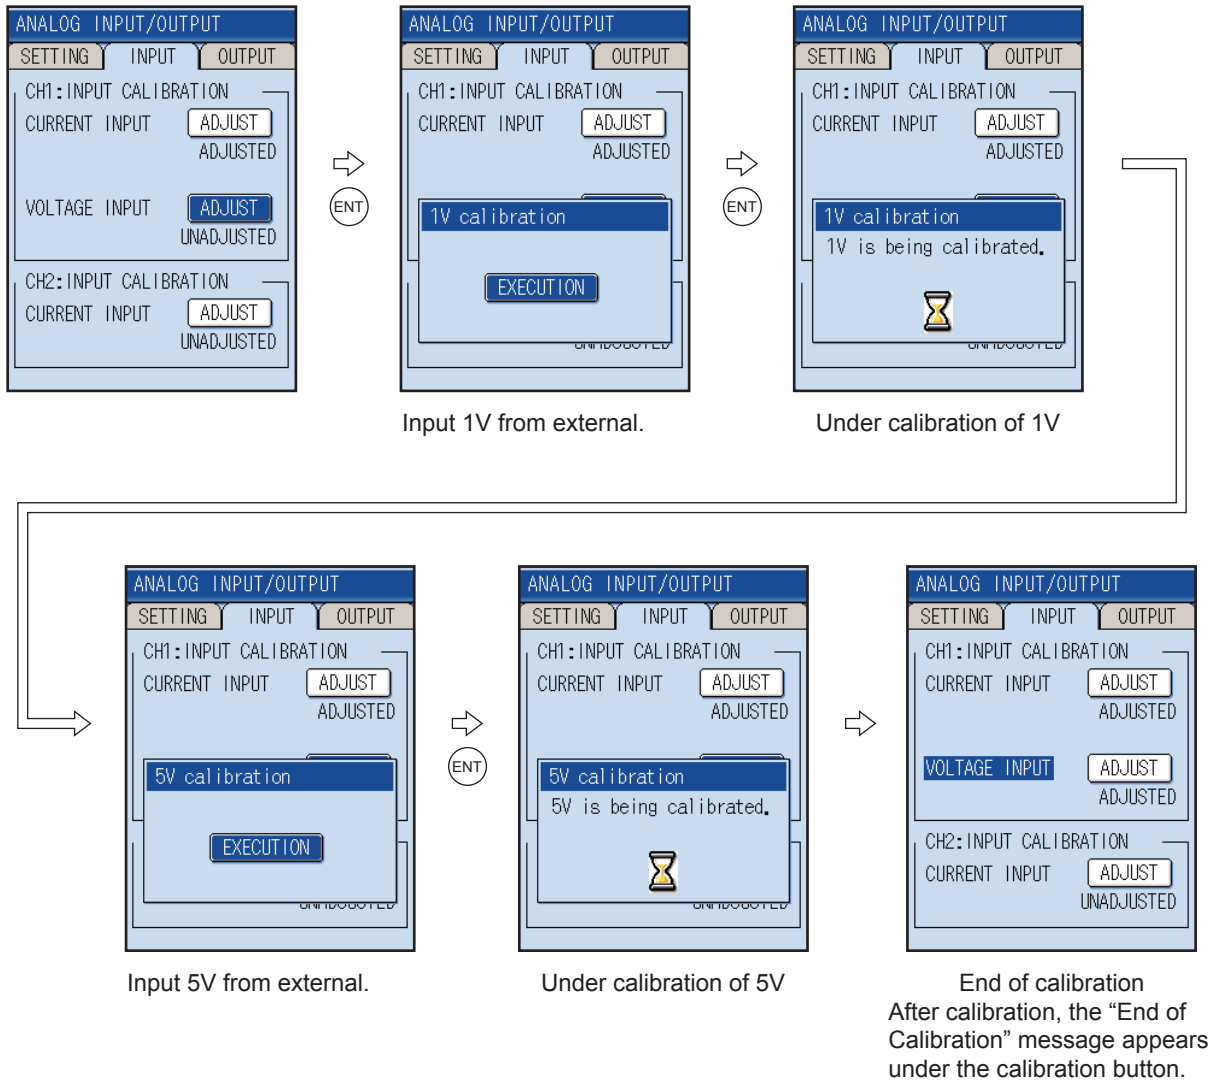 ANALOG INPUT/OUTPUT
SETTING INPUT OUTPUT
CH1:INPUT CALIBRATION
CURRENT INPUT ADJUST
ADJUSTED
VOLTAGE INPUT ADJUST
UNADJUSTED
CH2:INPUT CALIBRATION
CURRENT INPUT ADJUST
UNADJUSTED
ENT
ANALOG INPUT/OUTPUT
SETTING INPUT OUTPUT
CH1:INPUT CALIBRATION
CURRENT INPUT ADJUST
ADJUSTED
1V calibration
EXECUTION
UNADJUSTED
Input 1V from external.
ENT
ANALOG INPUT/OUTPUT
SETTING INPUT OUTPUT
CH1:INPUT CALIBRATION
CURRENT INPUT ADJUST
ADJUSTED
1V calibration
1V is being calibrated.
UNADJUSTED
Under calibration of 1V
ANALOG INPUT/OUTPUT
SETTING INPUT OUTPUT
CH1:INPUT CALIBRATION
CURRENT INPUT ADJUST
ADJUSTED
5V calibration
EXECUTION
UNADJUSTED
Input 5V from external.
ENT
ANALOG INPUT/OUTPUT
SETTING INPUT OUTPUT
CH1:INPUT CALIBRATION
CURRENT INPUT ADJUST
ADJUSTED
5V calibration
5V is being calibrated.
UNADJUSTED
Under calibration of 5V
ANALOG INPUT/OUTPUT
SETTING INPUT OUTPUT
CH1:INPUT CALIBRATION
CURRENT INPUT ADJUST
ADJUSTED
VOLTAGE INPUT ADJUST
ADJUSTED
CH2:INPUT CALIBRATION
CURRENT INPUT ADJUST
UNADJUSTED
End of calibration
After calibration, the “End of
Calibration” message appears
under the calibration button.